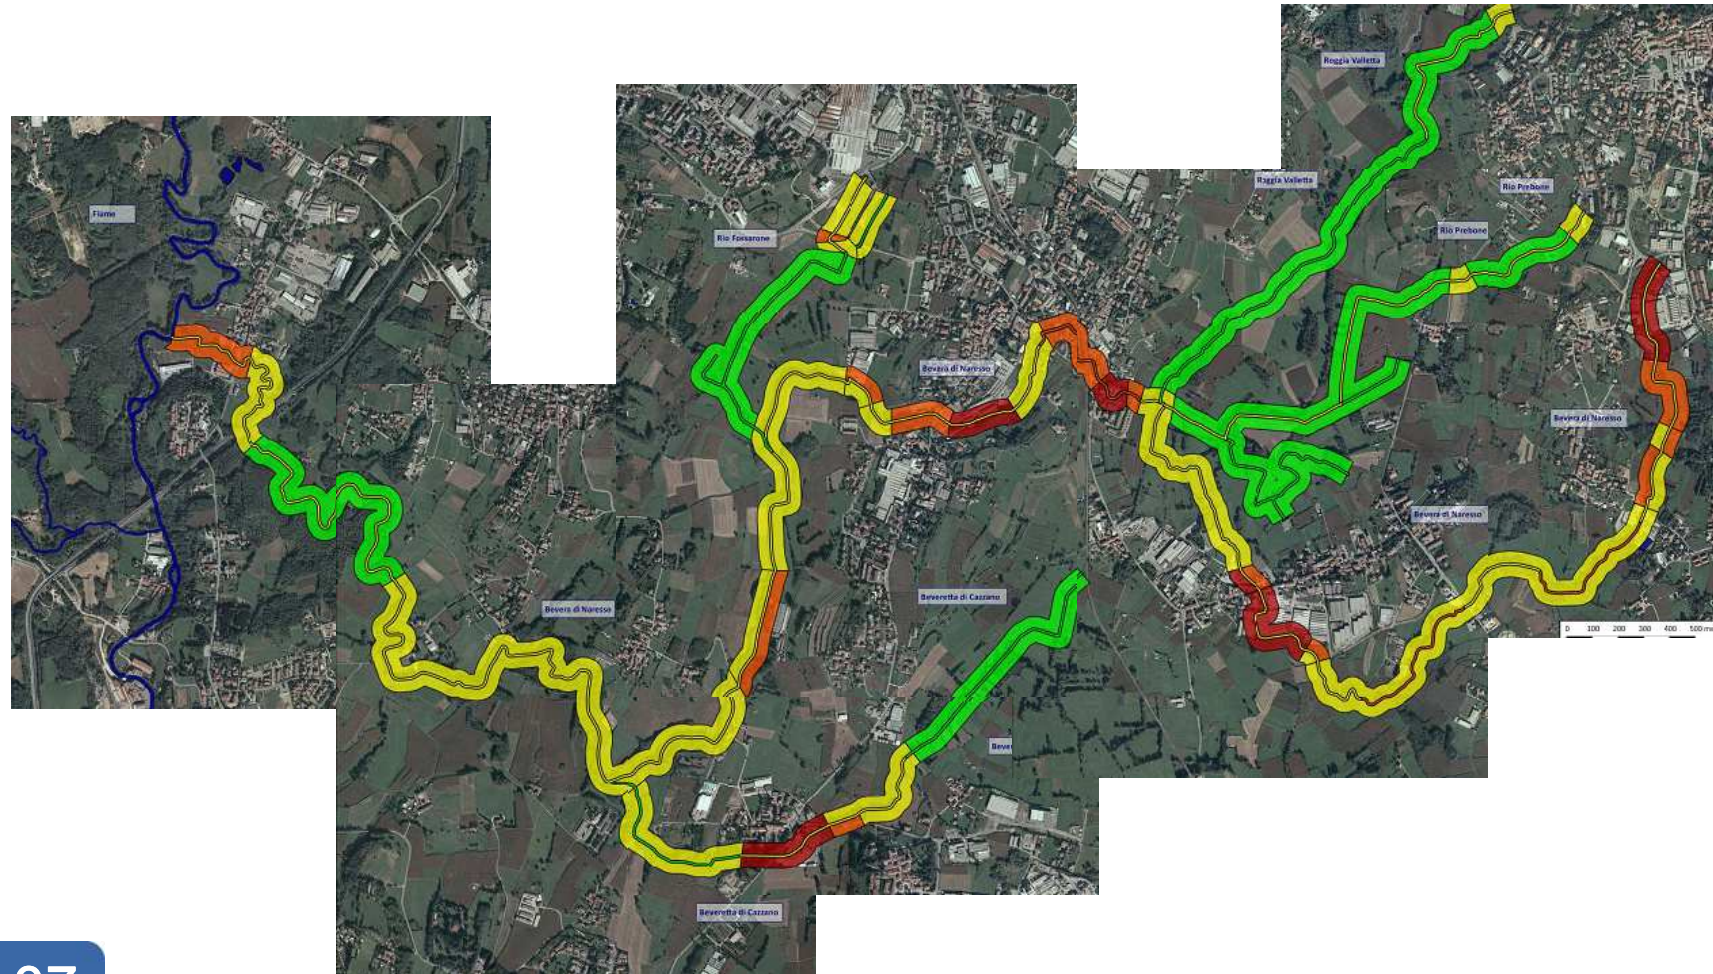 Roggia Valletta
Roggia Valletta
Rio Prebone
Fiume
Rio Prebone
Rio Fossarone
Bevera di Naresso
Bevera di Naresso
Bevera di Naresso
Beveretta di Cazzano
Bevera di Naresso
0 100 200 300 400 500 m
Bever
Beveretta di Cazzano